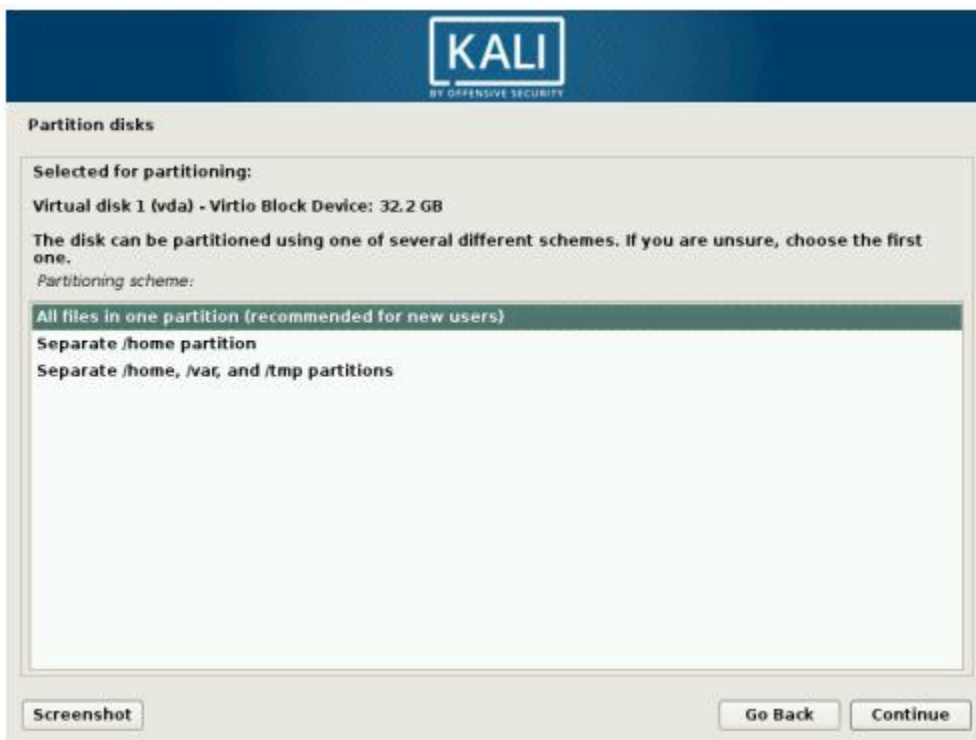 KALI
BY OFFENSIVE SECURITY
Partition disks
Selected for partitioning:
Virtual disk 1 (vda) - Virtio Block Device: 32.2 GB
The disk can be partitioned using one of several different schemes. If you are unsure, choose the first
one.
Partitioning scheme:
All files in one partition (recommended for new users)
Separate /home partition
Separate /home, /var, and /tmp partitions
Screenshot
Go Back
Continue